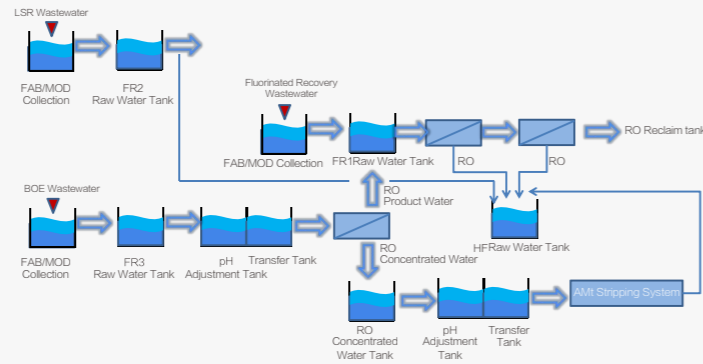 LSR Wastewater
FAB/MOD
Collection
FR2
Raw Water Tank
Fluorinated Recovery
Wastewater
FAB/MOD Collection
FR1Raw Water Tank
RO
RO
RO Reclaim tank
BOE Wastewater
RO
Product Water
FAB/MOD
Collection
FR3
Raw Water Tank
pH
Adjustment Tank
Transfer Tank
RO
Concentrated Water
HFRaw Water Tank
RO
Concentrated
Water Tank
pH
Adjustment
Tank
Transfer
Tank
AMt Stripping System